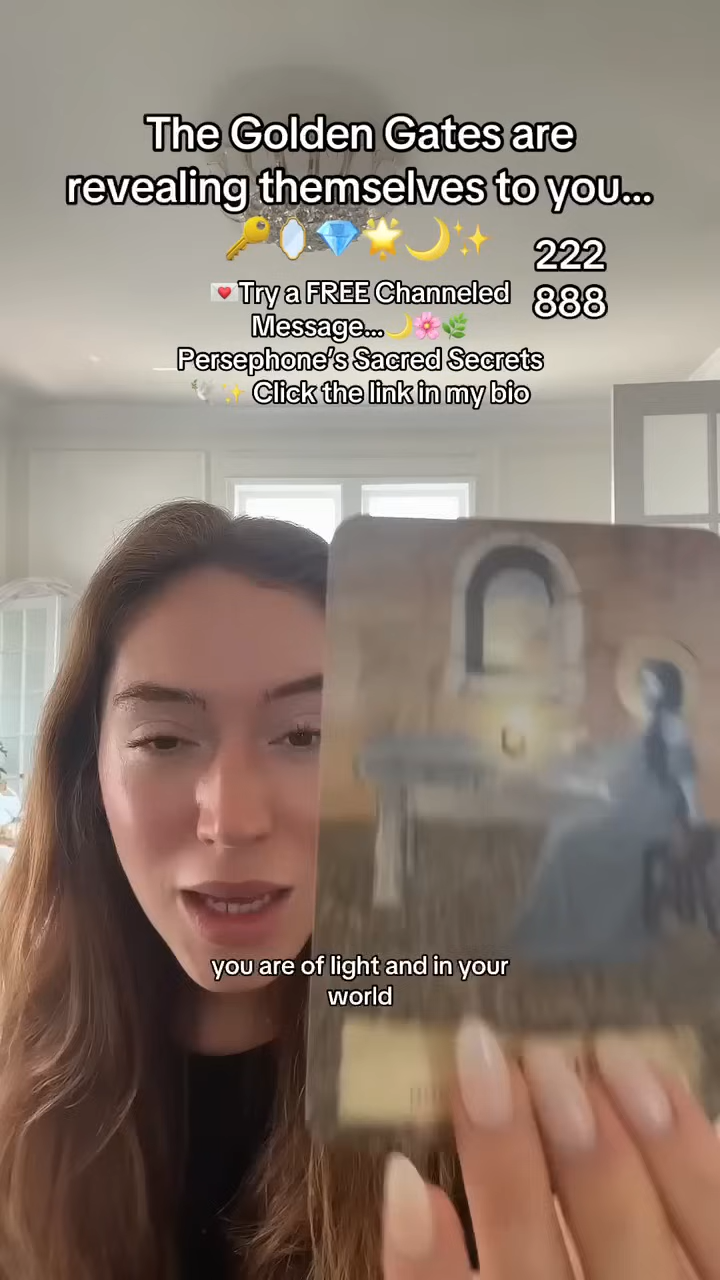 The Golden Gates are
revealing themselves to you...
🔑🪞💎🌟🌙✨
222
888
💌Try a FREE Channeled
Message...🌙🌸🌿
Persephone's Sacred Secrets
🕊️✨ Click the link in my bio
you are of light and in your
world